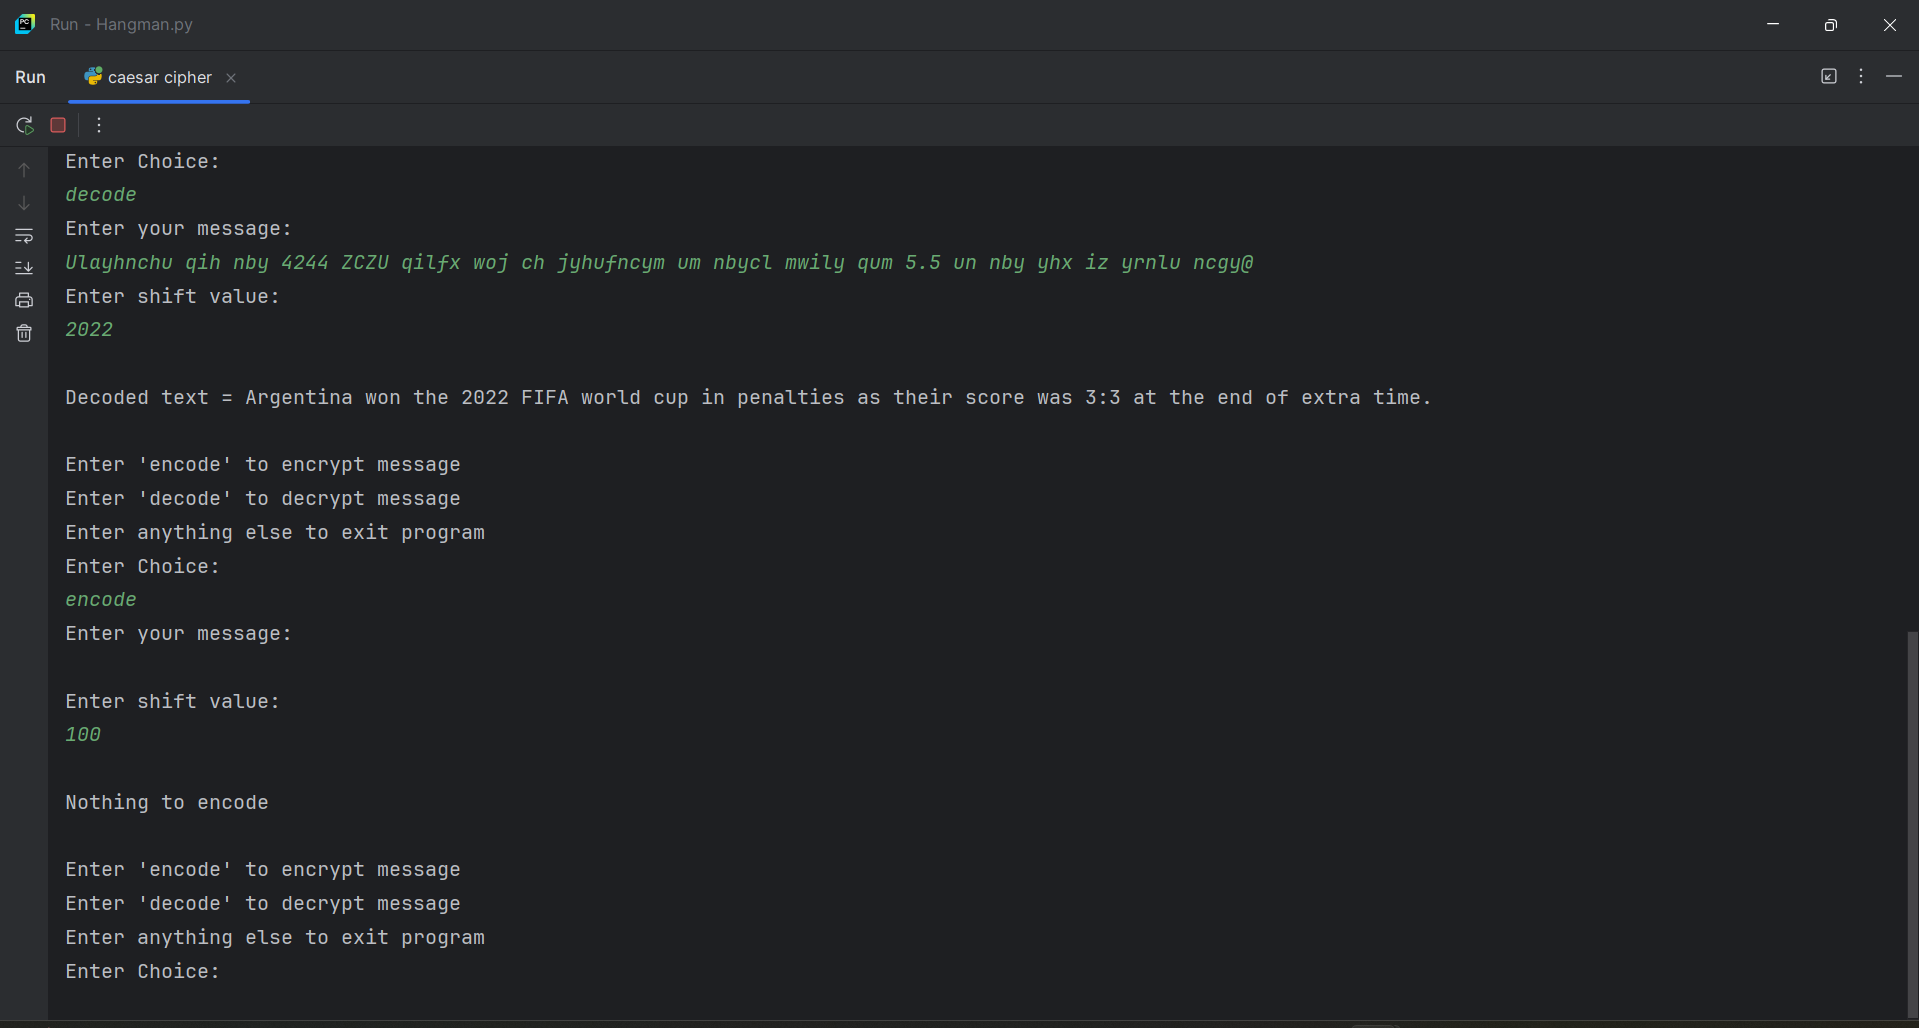 PC
Run - Hangman.py
Run
caesar cipher
Enter Choice:
decode
Enter your message:
Ulayhnchu qih nby 4244 ZCZU qilfx woj ch jyhufncym um nbycl mwily qum 5.5 un nby yhx iz yrnlu ncgy@
Enter shift value:
2022
Decoded text = Argentina won the 2022 FIFA world cup in penalties as their score was 3:3 at the end of extra time.
Enter 'encode' to encrypt message
Enter 'decode' to decrypt message
Enter anything else to exit program
Enter Choice:
encode
Enter your message:
Enter shift value:
100
Nothing to encode
Enter 'encode' to encrypt message
Enter 'decode' to decrypt message
Enter anything else to exit program
Enter Choice: